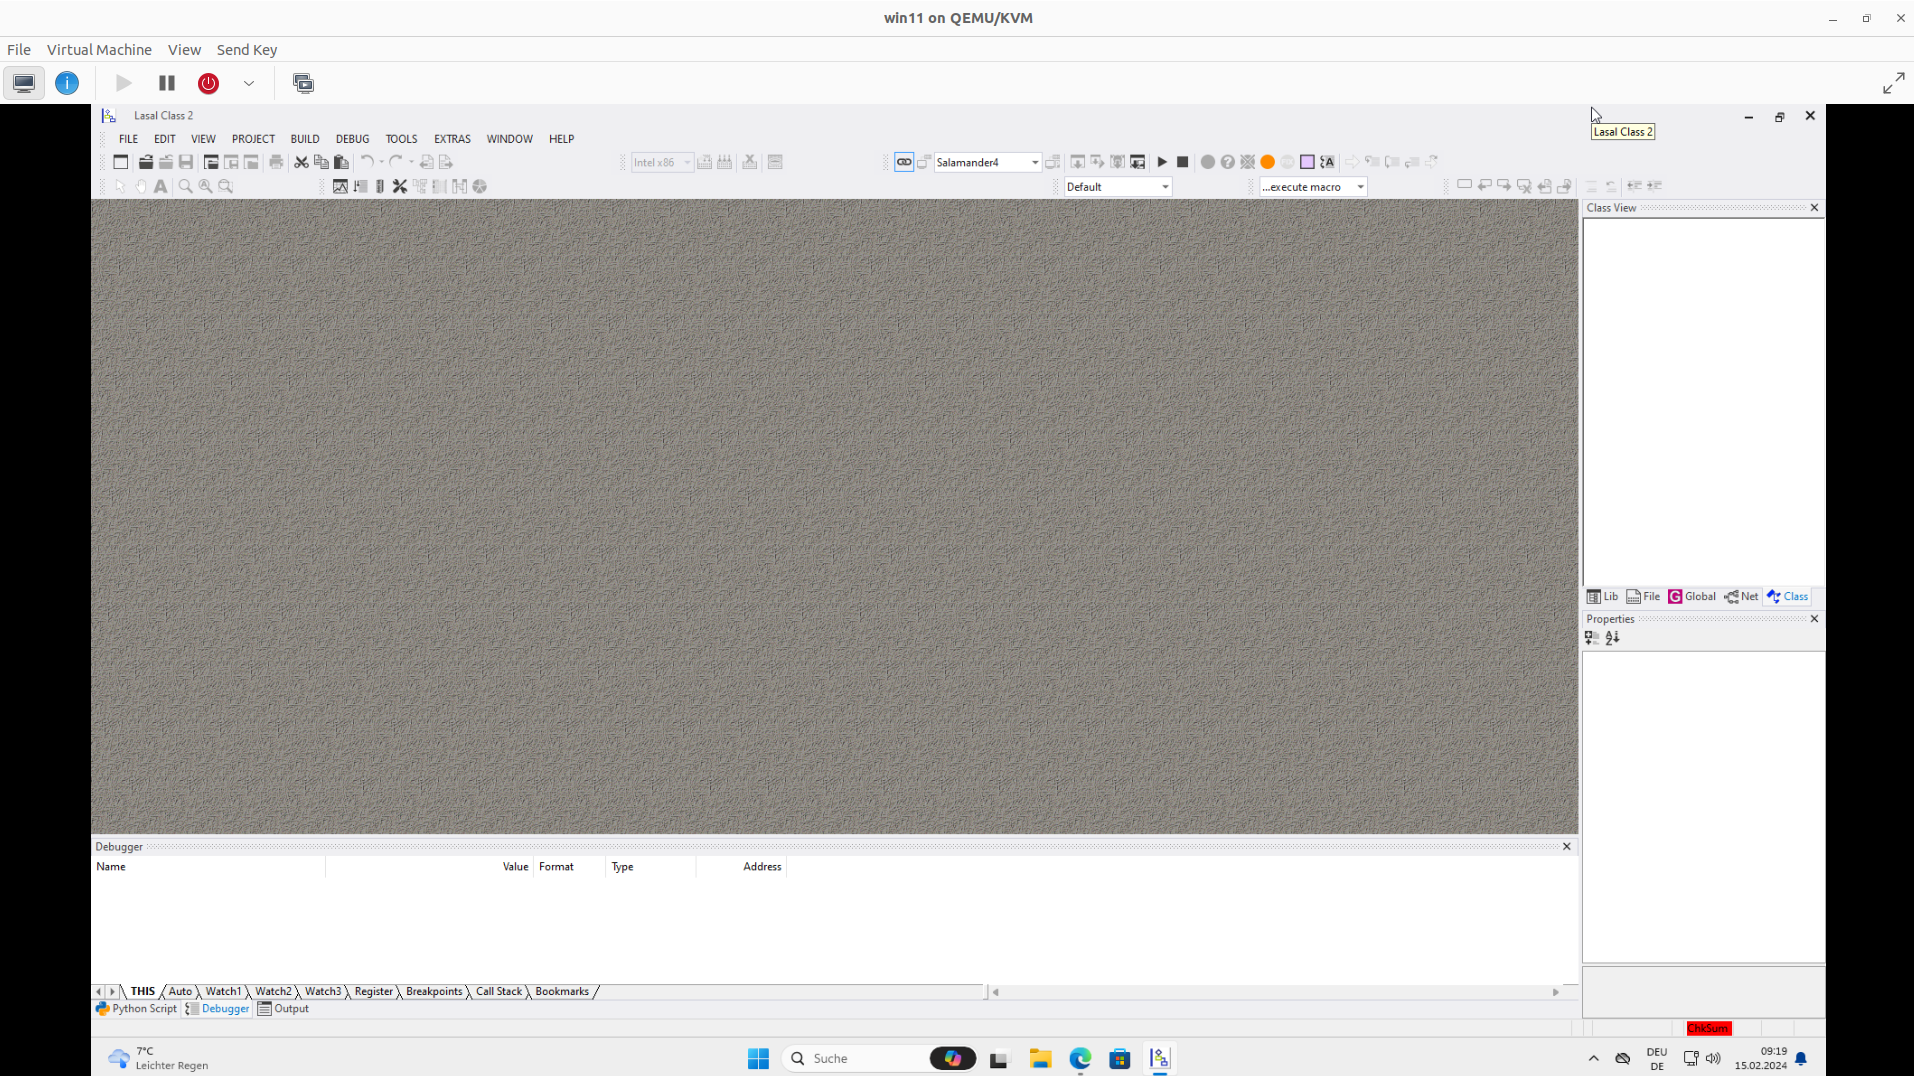 win11 on QEMU/KVM
File Virtual Machine View Send Key
Lasal Class 2
Lasal Class 2
FILE EDIT VIEW PROJECT BUILD DEBUG TOOLS EXTRAS WINDOW HELP
Intel x86 Salamander4
Default ...execute macro
Class View
Lib File Global Net Class
Properties
Debugger
Name Value Format Type Address
THIS Auto Watch1 Watch2 Watch3 Register Breakpoints Call Stack Bookmarks
Python Script Debugger Output
ChkSum
7°C
Leichter Regen
Suche
DEU
DE
09:19
15.02.2024